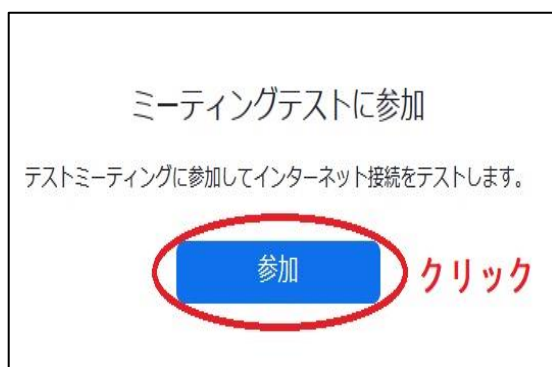 ミーティングテストに参加
テストミーティングに参加してインターネット接続をテストします。
参加 クリック